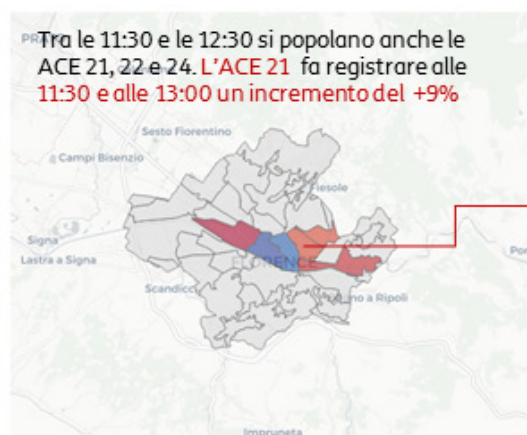 PRATO
Tra le 11:30 e le 12:30 si popolano anche le
ACE 21, 22 e 24. L'ACE 21 fa registrare alle
11:30 e alle 13:00 un incremento del +9%
Sesto Fiorentino
Campi Bisenzio
Fiesole
Signa
Lastra a Signa
FLORENCE
Scandicci
a Ripoli
Impruneta